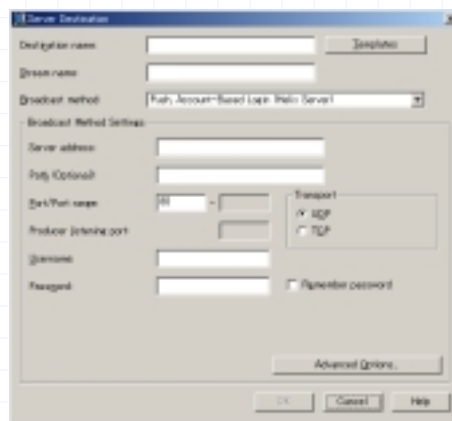 Server Destination
Destination name:
Templates
Stream name:
Broadcast method:
Push, Account-Based Login (Helix Server)
Broadcast Method Settings
Server address:
Path (Optional):
Port/Port range:
80
-
Transport
UDP
TCP
Producer listening port:
Username:
Password:
Remember password
Advanced Options...
OK
Cancel
Help